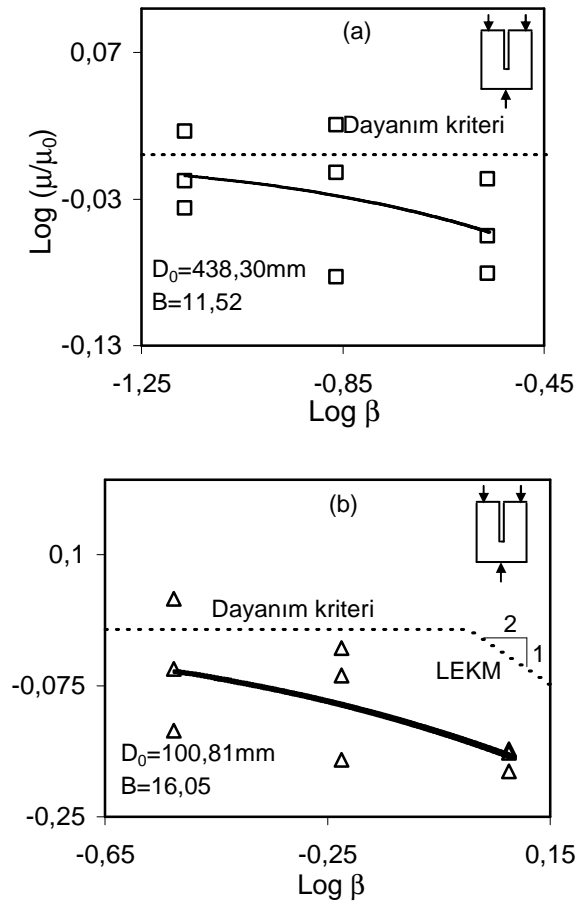 (a)
0,07
Dayanım kriteri
Log (μ/μ₀)
-0,03
D₀=438,30mm
B=11,52
-0,13
-1,25 -0,85 -0,45
Log β
(b)
0,1
Dayanım kriteri
2
1
LEKM
-0,075
D₀=100,81mm
B=16,05
-0,25
-0,65 -0,25 0,15
Log β